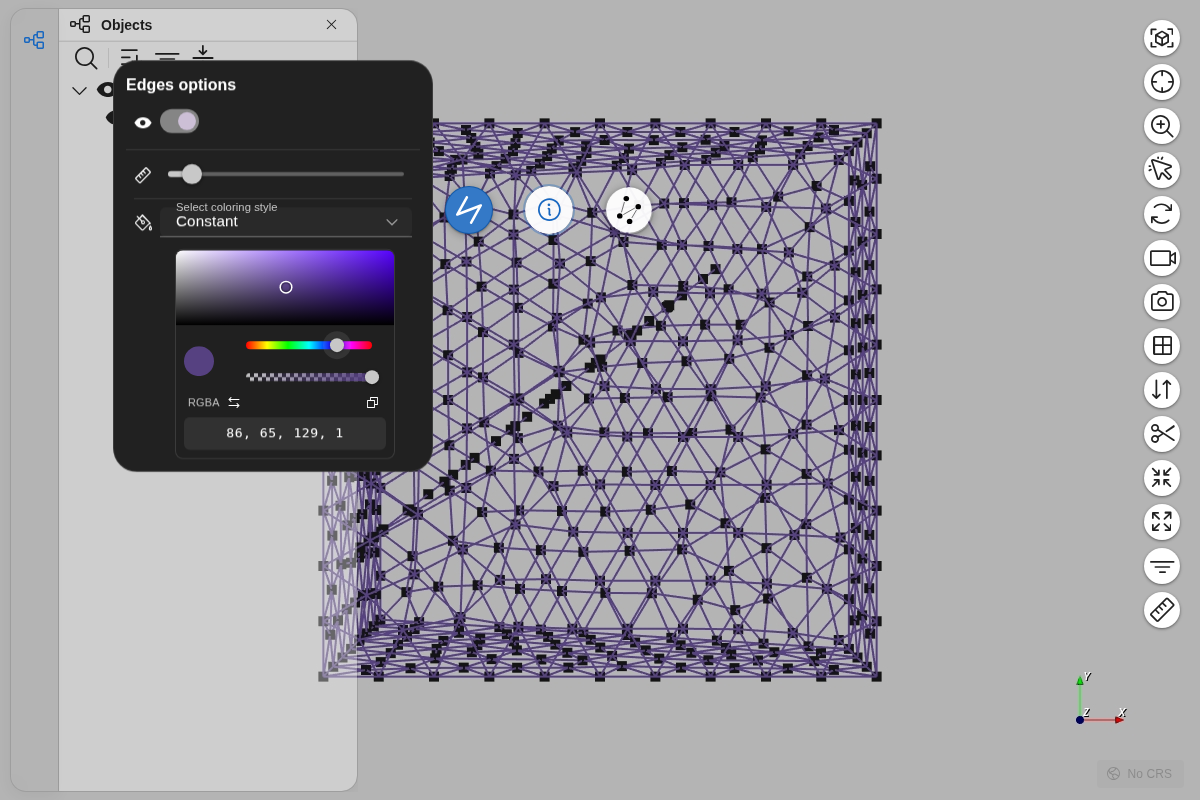 Objects
Edges options
Select coloring style
Constant
RGBA
86, 65, 129, 1
Y
Z
X
No CRS